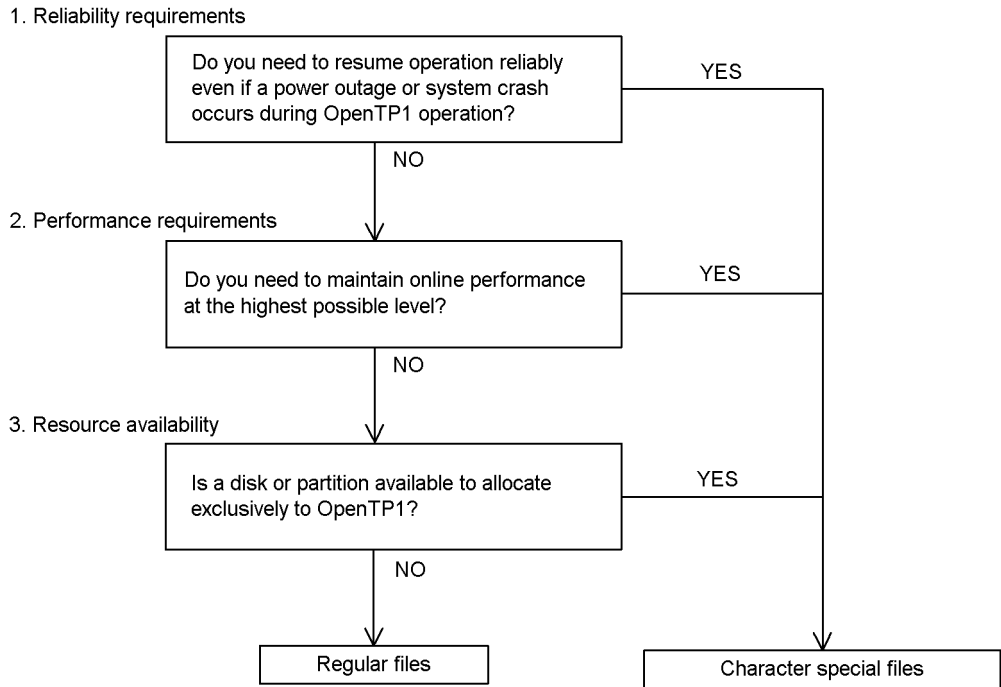 1. Reliability requirements
Do you need to resume operation reliably
even if a power outage or system crash
occurs during OpenTP1 operation?
YES
NO
2. Performance requirements
Do you need to maintain online performance
at the highest possible level?
YES
NO
3. Resource availability
Is a disk or partition available to allocate
exclusively to OpenTP1?
YES
NO
Regular files
Character special files